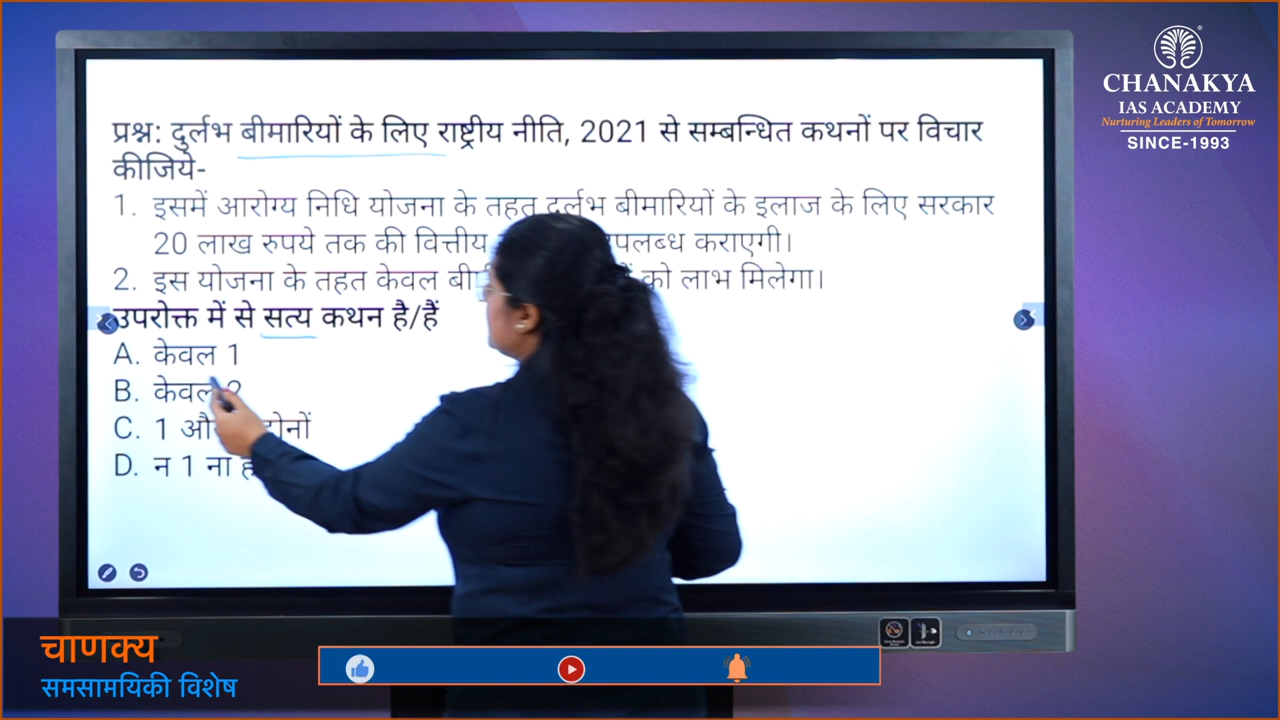 प्रश्न: दुर्लभ बीमारियों के लिए राष्ट्रीय नीति, 2021 से सम्बन्धित कथनों पर विचार
कीजिये-
1. इसमें आरोग्य निधि योजना के तहत दुर्लभ बीमारियों के इलाज के लिए सरकार
20 लाख रुपये तक की वित्तीय कराएगी।
2. इस योजना के तहत केवल को लाभ मिलेगा।
उपरोक्त में से सत्य कथन है/हैं
A. केवल 1
B. केवल 2
C. 1 दोनों
D. न 1 ना
CHANAKYA
IAS ACADEMY
Nurturing Leaders of Tomorrow
SINCE-1993
चाणक्य
समसामयिकी विशेष